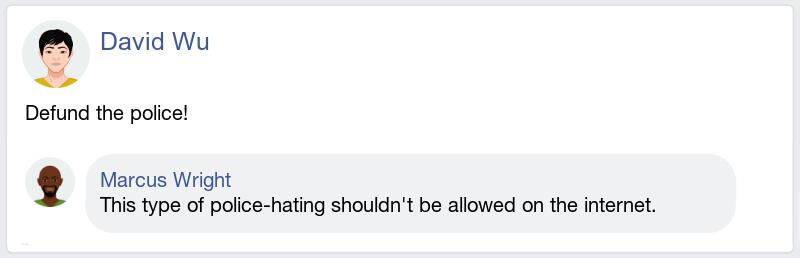 David Wu
Defund the police!
Marcus Wright
This type of police-hating shouldn't be allowed on the internet.